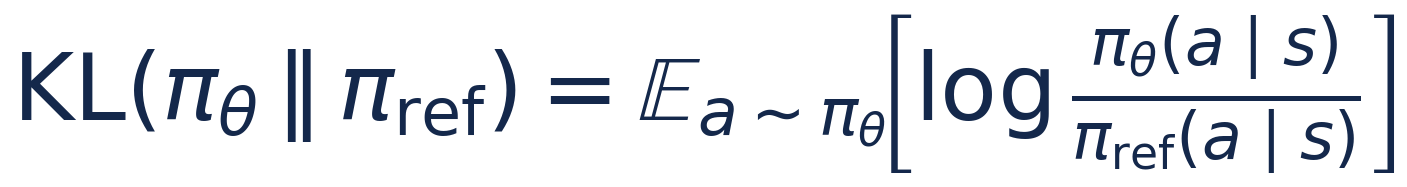 KL(π_θ ∥ π_ref) = 𝔼_{a ∼ π_θ}[log π_θ(a | s) / π_ref(a | s)]